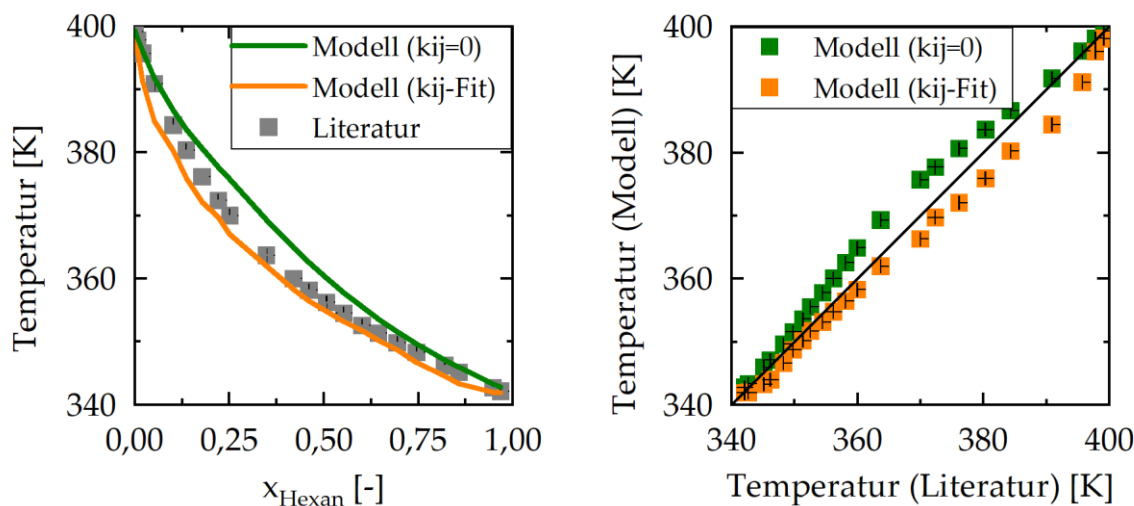 Temperatur [K]
400
380
360
340
0,00
0,25
0,50
0,75
1,00
x_Hexan [-]
Modell (kij=0)
Modell (kij-Fit)
Literatur
Temperatur (Modell) [K]
400
380
360
340
340
360
380
400
Temperatur (Literatur) [K]
Modell (kij=0)
Modell (kij-Fit)